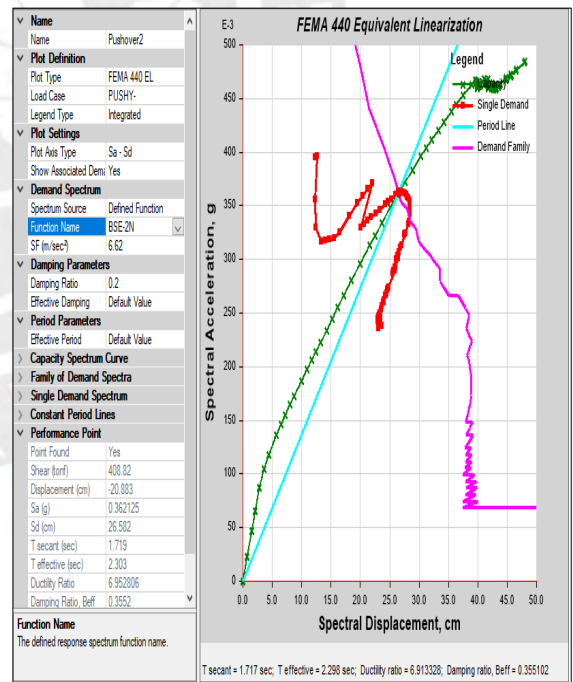 Name
Name Pushover2
Plot Definition
Plot Type FEMA 440 EL
Load Case PUSHY-
Legend Type Integrated
Plot Settings
Plot Axis Type Sa - Sd
Show Associated Dema Yes
Demand Spectrum
Spectrum Source Defined Function
Function Name BSE-2N
SF (m/sec²) 6.62
Damping Parameters
Damping Ratio 0.2
Effective Damping Default Value
Period Parameters
Effective Period Default Value
Capacity Spectrum Curve
Family of Demand Spectra
Single Demand Spectrum
Constant Period Lines
Performance Point
Point Found Yes
Shear (tonf) 408.82
Displacement (cm) -20.883
Sa (g) 0.362125
Sd (cm) 26.582
T secant (sec) 1.719
T effective (sec) 2.303
Ductility Ratio 6.952806
Damping Ratio, Beff 0.3552
Function Name
The defined response spectrum function name.
E-3
FEMA 440 Equivalent Linearization
500
450
400
350
300
250
200
150
100
50
0
Spectral Acceleration, g
Legend
Capacity
Single Demand
Period Line
Demand Family
0.0 5.0 10.0 15.0 20.0 25.0 30.0 35.0 40.0 45.0 50.0
Spectral Displacement, cm
T secant = 1.717 sec; T effective = 2.298 sec; Ductility ratio = 6.913328; Damping ratio, Beff = 0.355102